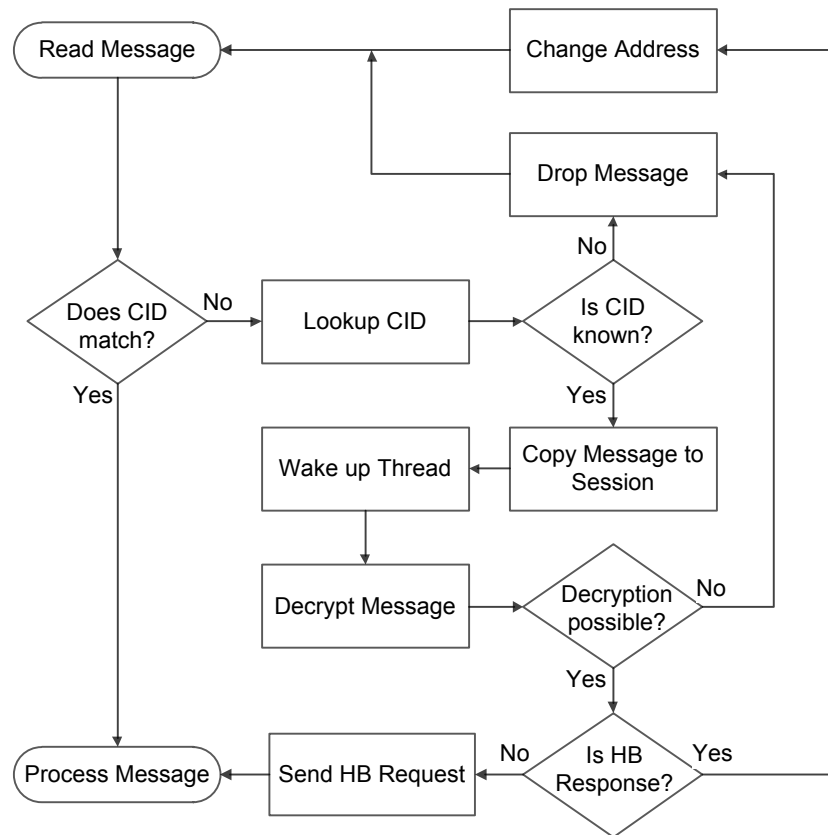 Read Message
Change Address
Drop Message
No
Does CID
match?
No
Lookup CID
Is CID
known?
Yes
Yes
Wake up Thread
Copy Message to
Session
Decrypt Message
Decryption
possible?
No
Yes
Process Message
Send HB Request
No
Is HB
Response?
Yes